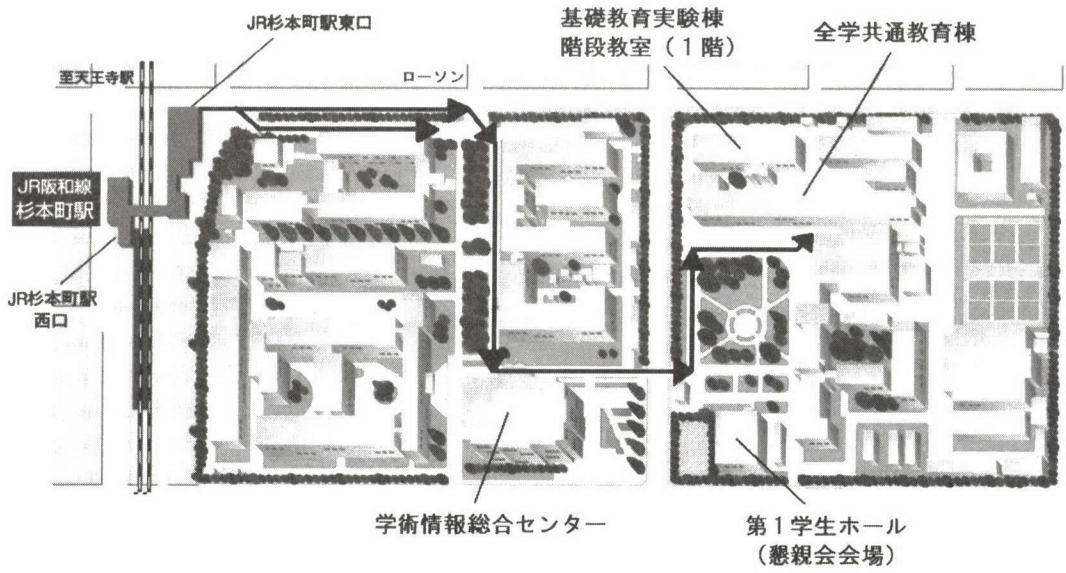 JR杉本町駅東口
基礎教育実験棟
階段教室（１階）
全学共通教育棟
至天王寺駅
ローソン
JR阪和線
杉本町駅
JR杉本町駅
西口
学術情報総合センター
第１学生ホール
（懇親会会場）